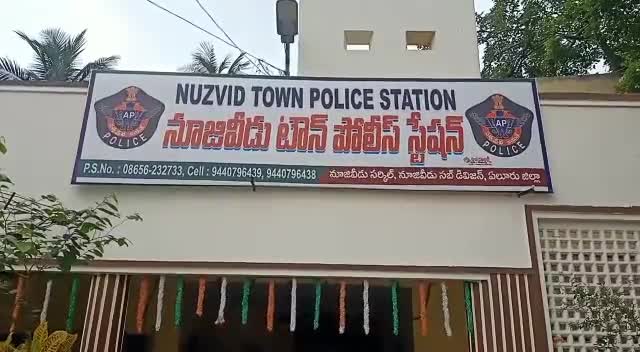 NUZVID TOWN POLICE STATION
AP
POLICE
నూజివీడు టౌన్ పోలీస్ స్టేషన్
AP
POLICE
P.S.No. : 08656-232733, Cell : 9440796439, 9440796438
నూజివీడు సర్కిల్, నూజివీడు సబ్ డివిజన్, ఏలూరు జిల్లా